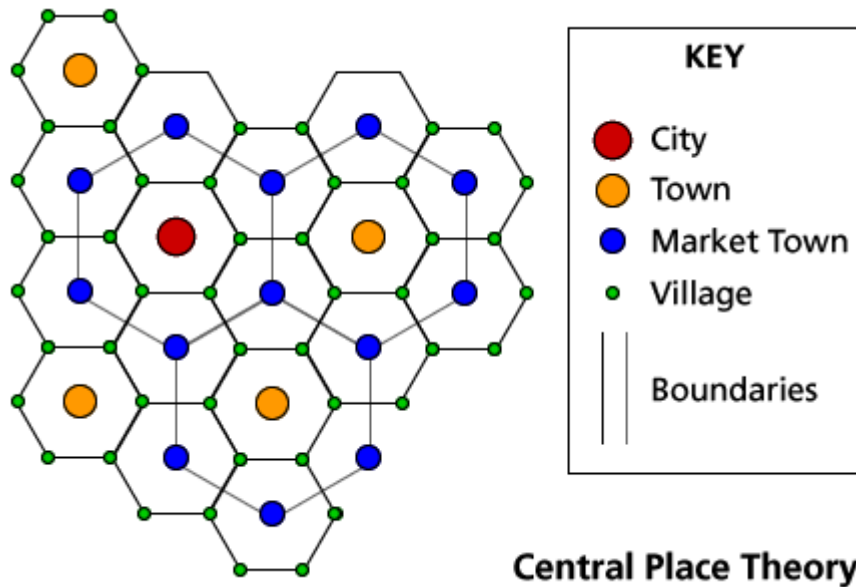 KEY
City
Town
Market Town
Village
Boundaries
Central Place Theory